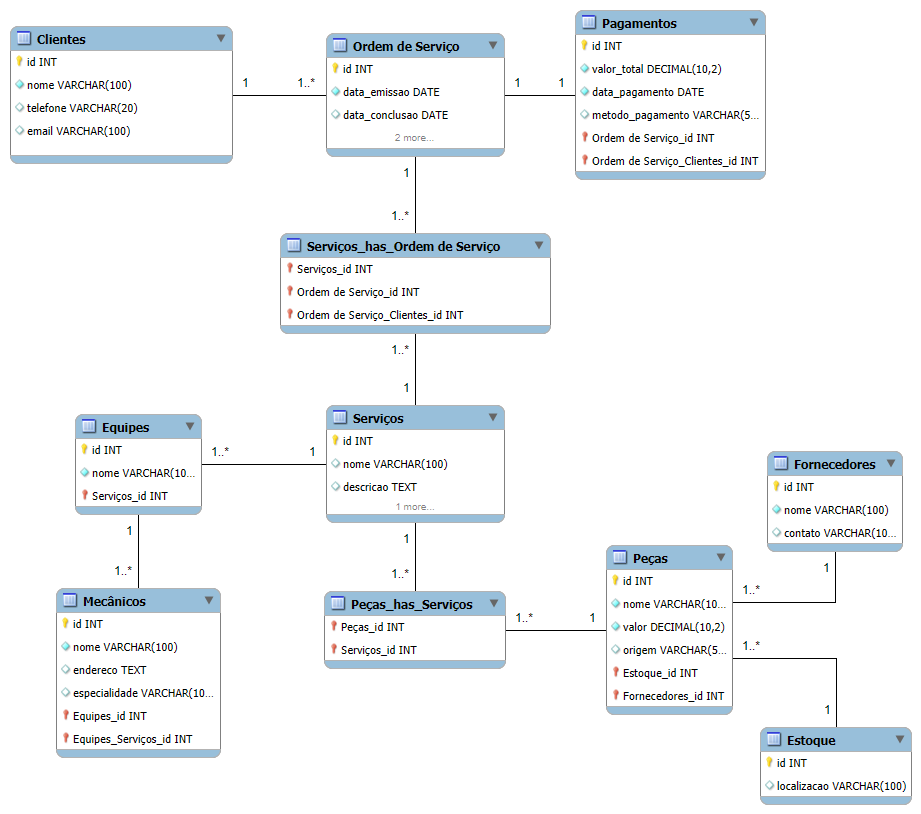 Clientes
id INT
nome VARCHAR(100)
telefone VARCHAR(20)
email VARCHAR(100)
1
1..*
Ordem de Serviço
id INT
data_emissao DATE
data_conclusao DATE
2 more...
1
1
Pagamentos
id INT
valor_total DECIMAL(10,2)
data_pagamento DATE
metodo_pagamento VARCHAR(5...
Ordem de Serviço_id INT
Ordem de Serviço_Clientes_id INT
1
1..*
Serviços_has_Ordem de Serviço
Serviços_id INT
Ordem de Serviço_id INT
Ordem de Serviço_Clientes_id INT
1..*
1
Serviços
id INT
nome VARCHAR(100)
descricao TEXT
1 more...
1..*
1
Equipes
id INT
nome VARCHAR(10...
Serviços_id INT
1
1..*
Mecânicos
id INT
nome VARCHAR(100)
endereco TEXT
especialidade VARCHAR(10...
Equipes_id INT
Equipes_Serviços_id INT
1
1..*
Peças_has_Serviços
Peças_id INT
Serviços_id INT
1..*
1
Peças
id INT
nome VARCHAR(10...
valor DECIMAL(10,2)
origem VARCHAR(5...
Estoque_id INT
Fornecedores_id INT
Fornecedores
id INT
nome VARCHAR(100)
contato VARCHAR(10...
1
1..*
1..*
1
Estoque
id INT
localizacao VARCHAR(100)